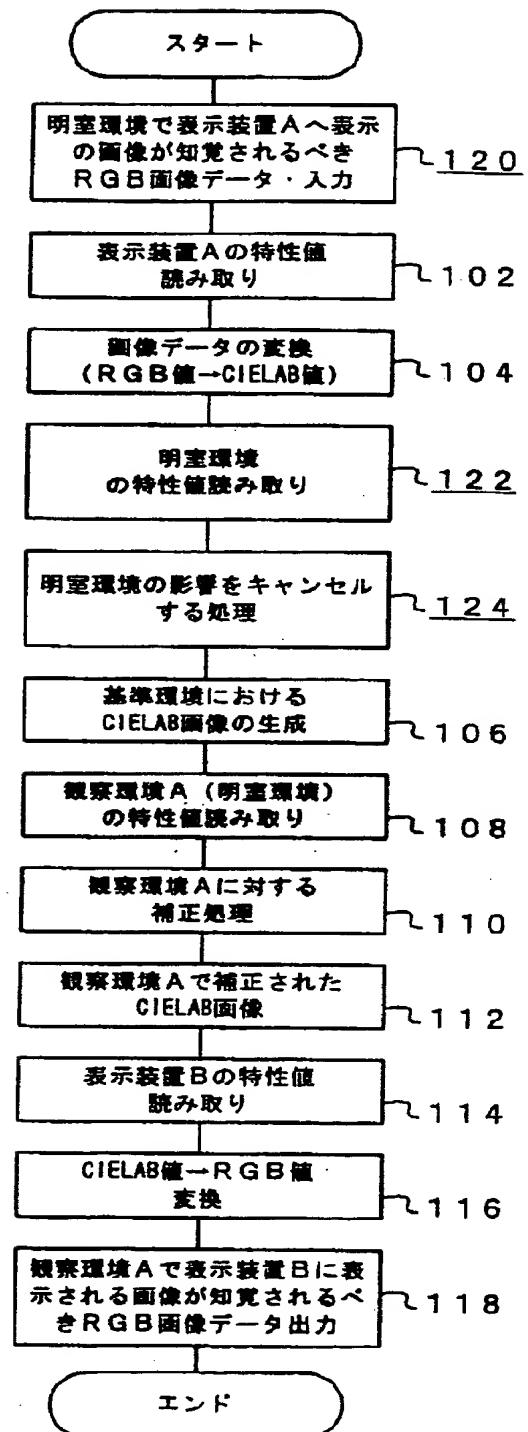 スタート
明室環境で表示装置Aへ表示
の画像が知覚されるべき
RGB画像データ・入力
120
表示装置Aの特性値
読み取り
102
画像データの変換
(RGB値→CIELAB値)
104
明室環境
の特性値読み取り
122
明室環境の影響をキャンセル
する処理
124
基準環境における
CIELAB画像の生成
106
観察環境A(明室環境)
の特性値読み取り
108
観察環境Aに対する
補正処理
110
観察環境Aで補正された
CIELAB画像
112
表示装置Bの特性値
読み取り
114
CIELAB値→RGB値
変換
116
観察環境Aで表示装置Bに表
示される画像が知覚されるべ
きRGB画像データ出力
118
エンド